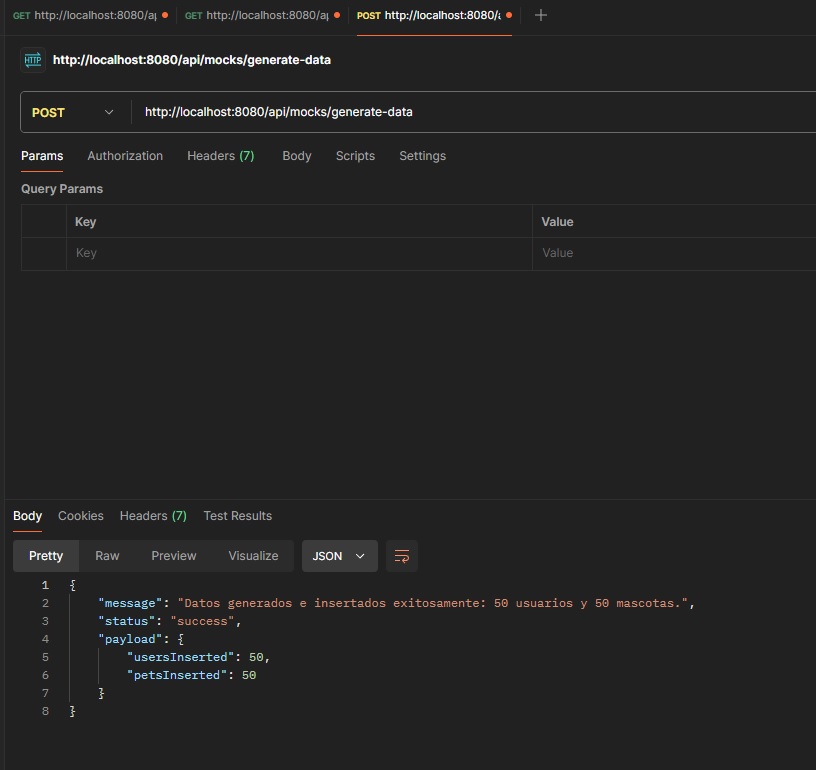 GET http://localhost:8080/ap GET http://localhost:8080/ap POST http://localhost:8080/a
HTTP http://localhost:8080/api/mocks/generate-data
POST http://localhost:8080/api/mocks/generate-data
Params Authorization Headers (7) Body Scripts Settings
Query Params
Key Value
Key Value
Body Cookies Headers (7) Test Results
Pretty Raw Preview Visualize JSON
1 {
2 "message": "Datos generados e insertados exitosamente: 50 usuarios y 50 mascotas.",
3 "status": "success",
4 "payload": {
5 "usersInserted": 50,
6 "petsInserted": 50
7 }
8 }